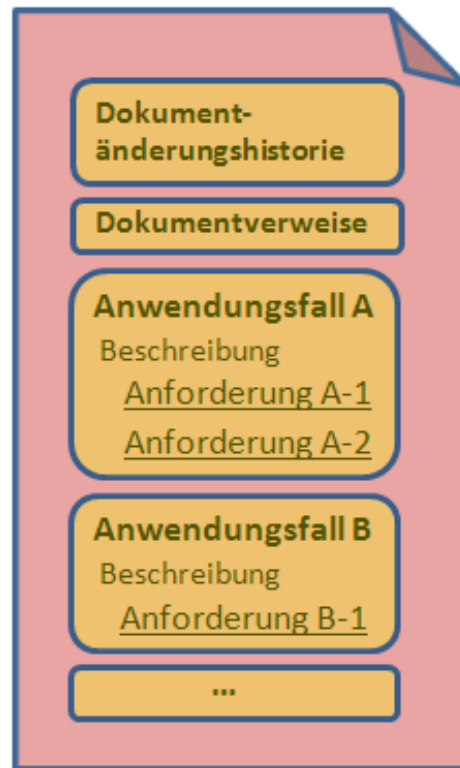 Dokument-
änderungshistorie
Dokumentverweise
Anwendungsfall A
Beschreibung
Anforderung A-1
Anforderung A-2
Anwendungsfall B
Beschreibung
Anforderung B-1
...